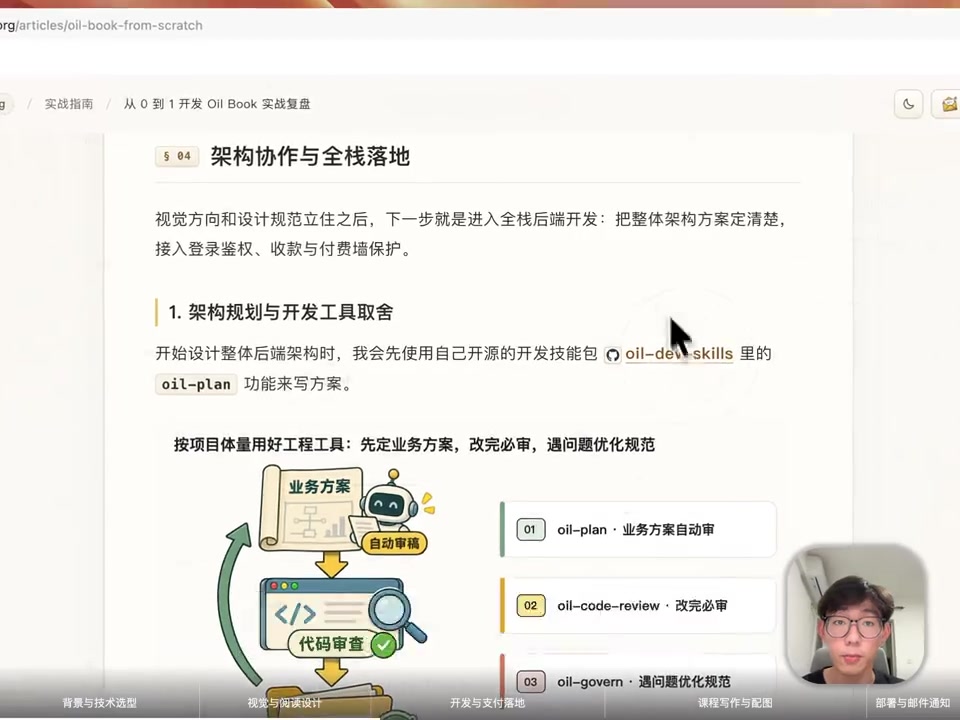 org/articles/oil-book-from-scratch
g / 实战指南 / 从 0 到 1 开发 Oil Book 实战复盘
§ 04 架构协作与全栈落地
视觉方向和设计规范立住之后，下一步就是进入全栈后端开发：把整体架构方案定清楚，
接入登录鉴权、收款与付费墙保护。
1. 架构规划与开发工具取舍
开始设计整体后端架构时，我会先使用自己开源的开发技能包 oil-dev-skills 里的
oil-plan 功能来写方案。
按项目体量用好工程工具：先定业务方案，改完必审，遇问题优化规范
业务方案
自动审稿
</>
代码审查
01 oil-plan · 业务方案自动审
02 oil-code-review · 改完必审
03 oil-govern · 遇问题优化规范
背景与技术选型 视觉与阅读设计 开发与支付落地 课程写作与配图 部署与邮件通知